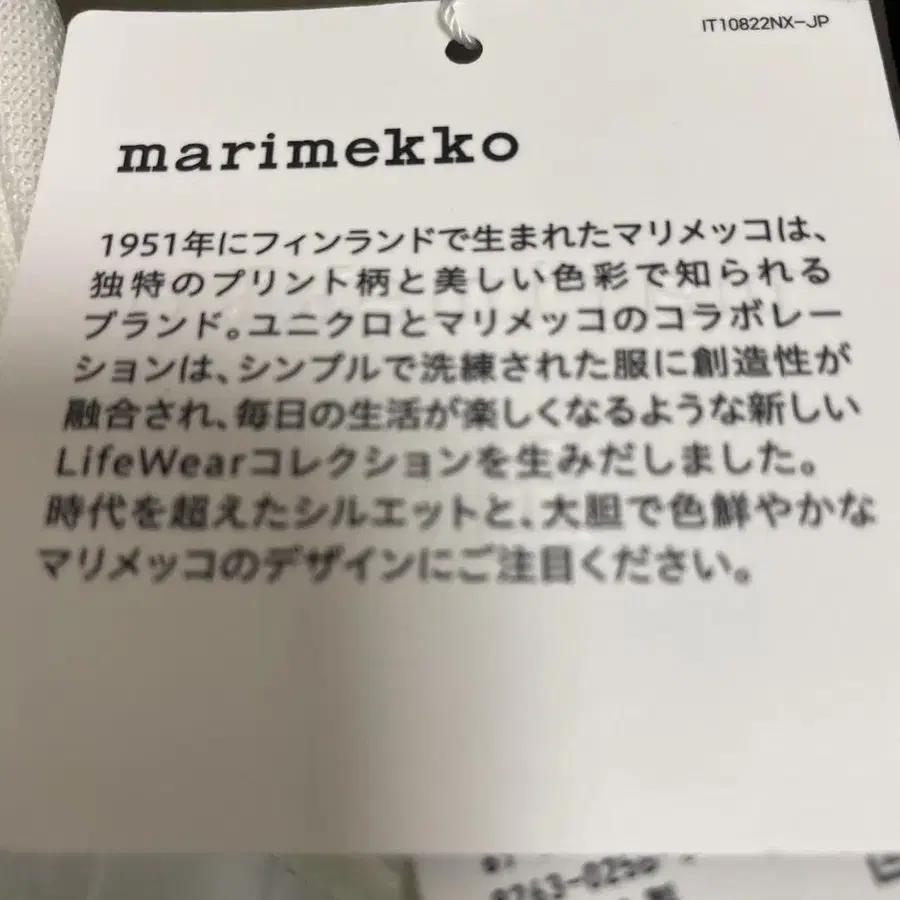 IT10822NX-JP
marimekko
1951年にフィンランドで生まれたマリメッコは、
独特のプリント柄と美しい色彩で知られる
ブランド。ユニクロとマリメッコのコラボレー
ションは、シンプルで洗練された服に創造性が
融合され、毎日の生活が楽しくなるような新しい
LifeWearコレクションを生みだしました。
時代を超えたシルエットと、大胆で色鮮やかな
マリメッコのデザインにご注目ください。